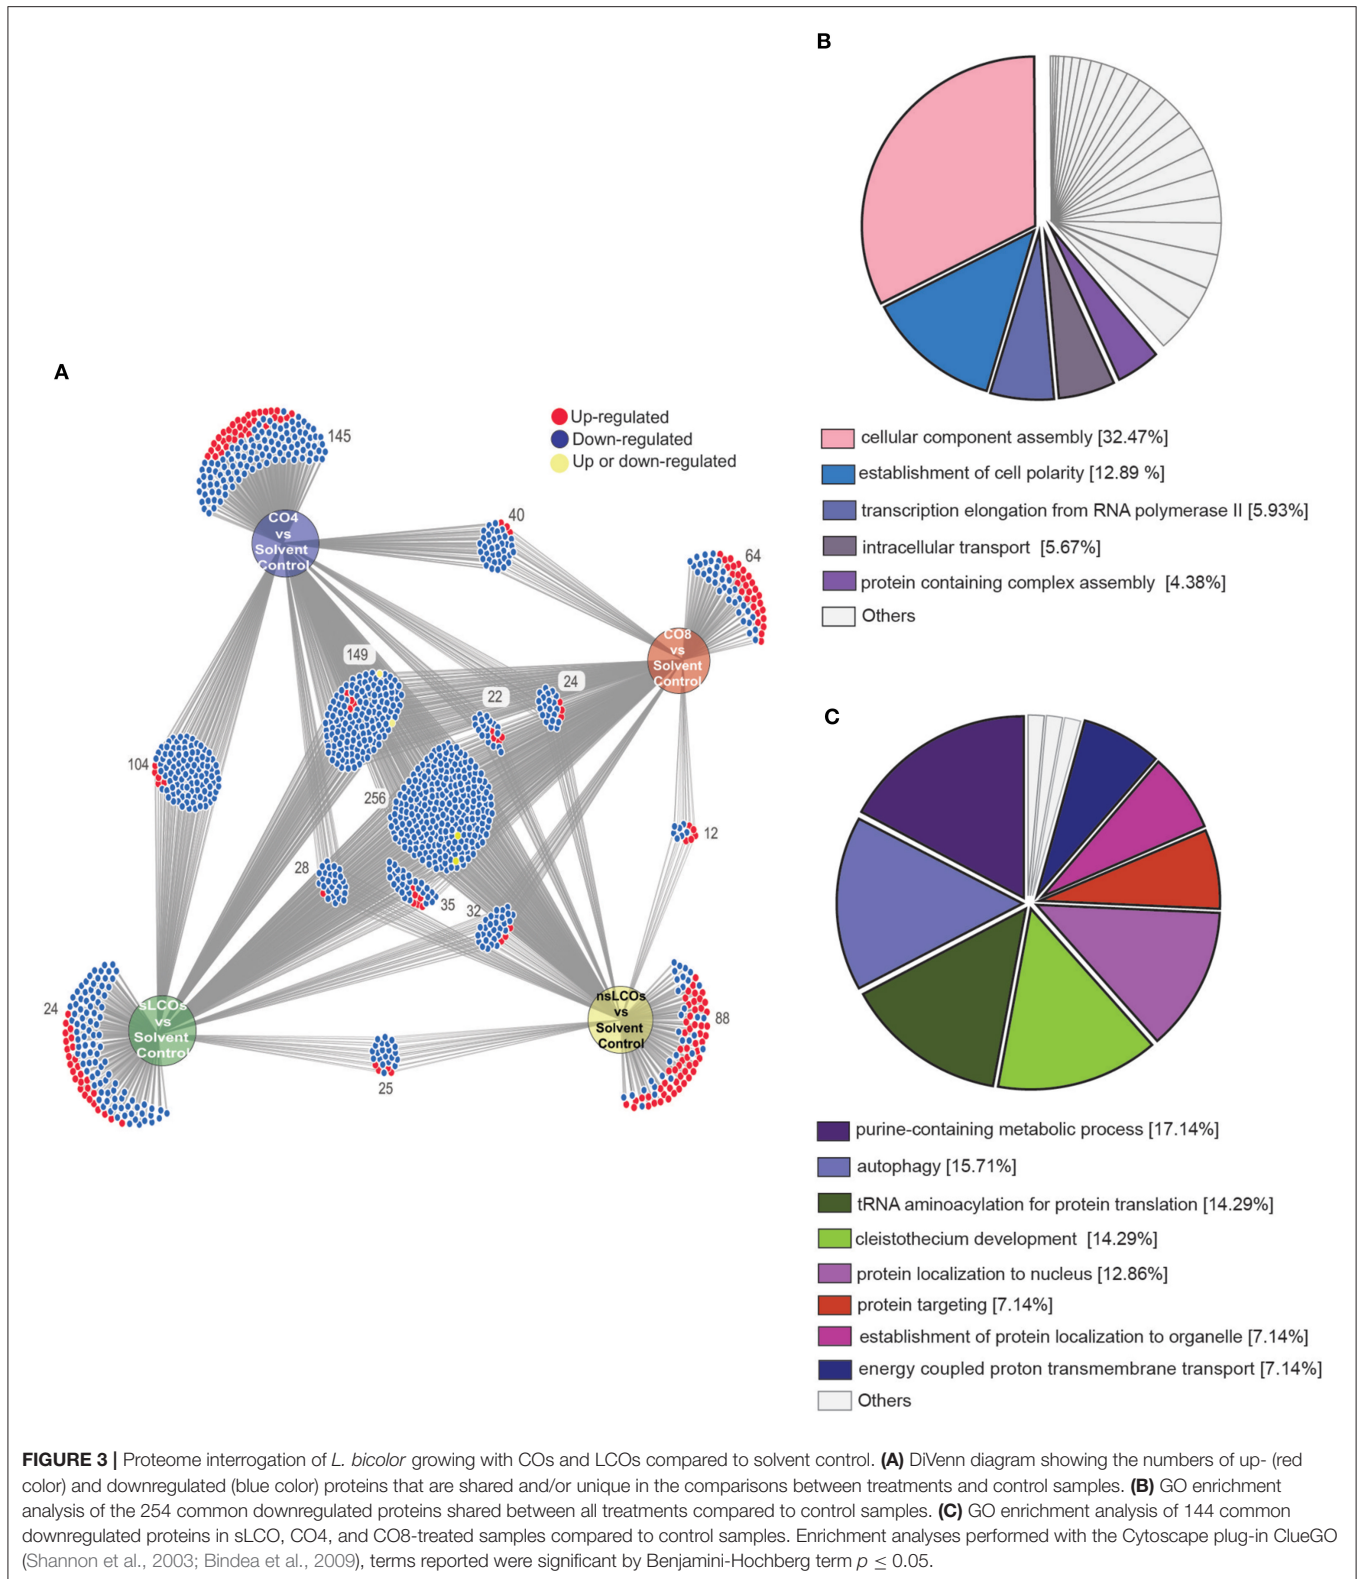 B
cellular component assembly [32.47%]
establishment of cell polarity [12.89 %]
transcription elongation from RNA polymerase II [5.93%]
intracellular transport [5.67%]
protein containing complex assembly [4.38%]
Others
A
Up-regulated
Down-regulated
Up or down-regulated
145
CO4
vs
Solvent
Control
40
64
CO8
vs
Solvent
Control
149
22
24
104
256
12
28
35
32
24
sLCOs
vs
Solvent
Control
nsLCOs
vs
Solvent
Control
88
25
C
purine-containing metabolic process [17.14%]
autophagy [15.71%]
tRNA aminoacylation for protein translation [14.29%]
cleistothecium development [14.29%]
protein localization to nucleus [12.86%]
protein targeting [7.14%]
establishment of protein localization to organelle [7.14%]
energy coupled proton transmembrane transport [7.14%]
Others
FIGURE 3 | Proteome interrogation of L. bicolor growing with COs and LCOs compared to solvent control. (A) DiVenn diagram showing the numbers of up- (red
color) and downregulated (blue color) proteins that are shared and/or unique in the comparisons between treatments and control samples. (B) GO enrichment
analysis of the 254 common downregulated proteins shared between all treatments compared to control samples. (C) GO enrichment analysis of 144 common
downregulated proteins in sLCO, CO4, and CO8-treated samples compared to control samples. Enrichment analyses performed with the Cytoscape plug-in ClueGO
(Shannon et al., 2003; Bindea et al., 2009), terms reported were significant by Benjamini-Hochberg term p ≤ 0.05.